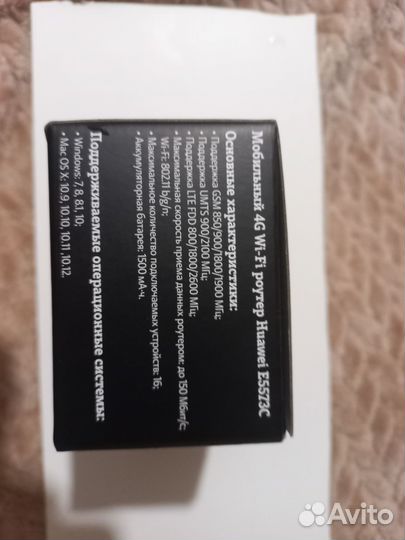 Мобильный 4G Wi-Fi роутер Huawei E5573C
Основные характеристики:
• Поддержка GSM 850/900/1800/1900 МГц;
• Поддержка UMTS 900/2100 МГц;
• Поддержка LTE FDD 800/1800/2600 МГц;
• Максимальная скорость приема данных роутером: до 150 Мбит/с;
Wi-Fi: 802.11 b/g/n;
• Максимальное количество подключаемых устройств: 16;
• Аккумуляторная батарея: 1500 мА·ч.
Поддерживаемые операционные системы:
• Windows: 7, 8, 8.1, 10;
• Mac OS X: 10.9, 10.10, 10.11, 10.12.
Avito